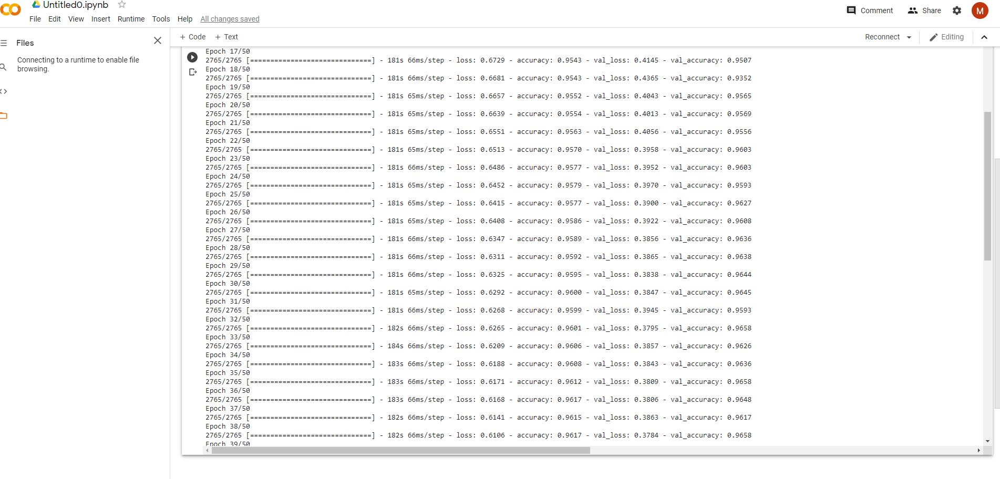 Untitled0.ipynb
File Edit View Insert Runtime Tools Help All changes saved
Comment Share M
Files
Connecting to a runtime to enable file
browsing.
+ Code + Text
Reconnect Editing
Epoch 17/50
2765/2765 [==============================] - 181s 66ms/step - loss: 0.6729 - accuracy: 0.9543 - val_loss: 0.4145 - val_accuracy: 0.9507
Epoch 18/50
2765/2765 [==============================] - 181s 66ms/step - loss: 0.6681 - accuracy: 0.9543 - val_loss: 0.4365 - val_accuracy: 0.9352
Epoch 19/50
2765/2765 [==============================] - 181s 65ms/step - loss: 0.6657 - accuracy: 0.9552 - val_loss: 0.4043 - val_accuracy: 0.9565
Epoch 20/50
2765/2765 [==============================] - 181s 65ms/step - loss: 0.6639 - accuracy: 0.9554 - val_loss: 0.4013 - val_accuracy: 0.9569
Epoch 21/50
2765/2765 [==============================] - 181s 65ms/step - loss: 0.6551 - accuracy: 0.9563 - val_loss: 0.4056 - val_accuracy: 0.9556
Epoch 22/50
2765/2765 [==============================] - 181s 65ms/step - loss: 0.6513 - accuracy: 0.9570 - val_loss: 0.3958 - val_accuracy: 0.9603
Epoch 23/50
2765/2765 [==============================] - 181s 66ms/step - loss: 0.6486 - accuracy: 0.9577 - val_loss: 0.3952 - val_accuracy: 0.9603
Epoch 24/50
2765/2765 [==============================] - 181s 65ms/step - loss: 0.6452 - accuracy: 0.9579 - val_loss: 0.3970 - val_accuracy: 0.9593
Epoch 25/50
2765/2765 [==============================] - 181s 65ms/step - loss: 0.6415 - accuracy: 0.9577 - val_loss: 0.3900 - val_accuracy: 0.9627
Epoch 26/50
2765/2765 [==============================] - 181s 65ms/step - loss: 0.6408 - accuracy: 0.9586 - val_loss: 0.3922 - val_accuracy: 0.9608
Epoch 27/50
2765/2765 [==============================] - 181s 66ms/step - loss: 0.6347 - accuracy: 0.9589 - val_loss: 0.3856 - val_accuracy: 0.9636
Epoch 28/50
2765/2765 [==============================] - 181s 66ms/step - loss: 0.6311 - accuracy: 0.9592 - val_loss: 0.3865 - val_accuracy: 0.9638
Epoch 29/50
2765/2765 [==============================] - 181s 66ms/step - loss: 0.6325 - accuracy: 0.9595 - val_loss: 0.3838 - val_accuracy: 0.9644
Epoch 30/50
2765/2765 [==============================] - 181s 65ms/step - loss: 0.6292 - accuracy: 0.9600 - val_loss: 0.3847 - val_accuracy: 0.9645
Epoch 31/50
2765/2765 [==============================] - 181s 66ms/step - loss: 0.6268 - accuracy: 0.9599 - val_loss: 0.3945 - val_accuracy: 0.9593
Epoch 32/50
2765/2765 [==============================] - 182s 66ms/step - loss: 0.6265 - accuracy: 0.9601 - val_loss: 0.3795 - val_accuracy: 0.9658
Epoch 33/50
2765/2765 [==============================] - 184s 66ms/step - loss: 0.6209 - accuracy: 0.9606 - val_loss: 0.3857 - val_accuracy: 0.9626
Epoch 34/50
2765/2765 [==============================] - 183s 66ms/step - loss: 0.6188 - accuracy: 0.9608 - val_loss: 0.3843 - val_accuracy: 0.9636
Epoch 35/50
2765/2765 [==============================] - 183s 66ms/step - loss: 0.6171 - accuracy: 0.9612 - val_loss: 0.3809 - val_accuracy: 0.9658
Epoch 36/50
2765/2765 [==============================] - 183s 66ms/step - loss: 0.6168 - accuracy: 0.9617 - val_loss: 0.3806 - val_accuracy: 0.9648
Epoch 37/50
2765/2765 [==============================] - 182s 66ms/step - loss: 0.6141 - accuracy: 0.9615 - val_loss: 0.3863 - val_accuracy: 0.9617
Epoch 38/50
2765/2765 [==============================] - 182s 66ms/step - loss: 0.6106 - accuracy: 0.9617 - val_loss: 0.3784 - val_accuracy: 0.9658
Epoch 39/50